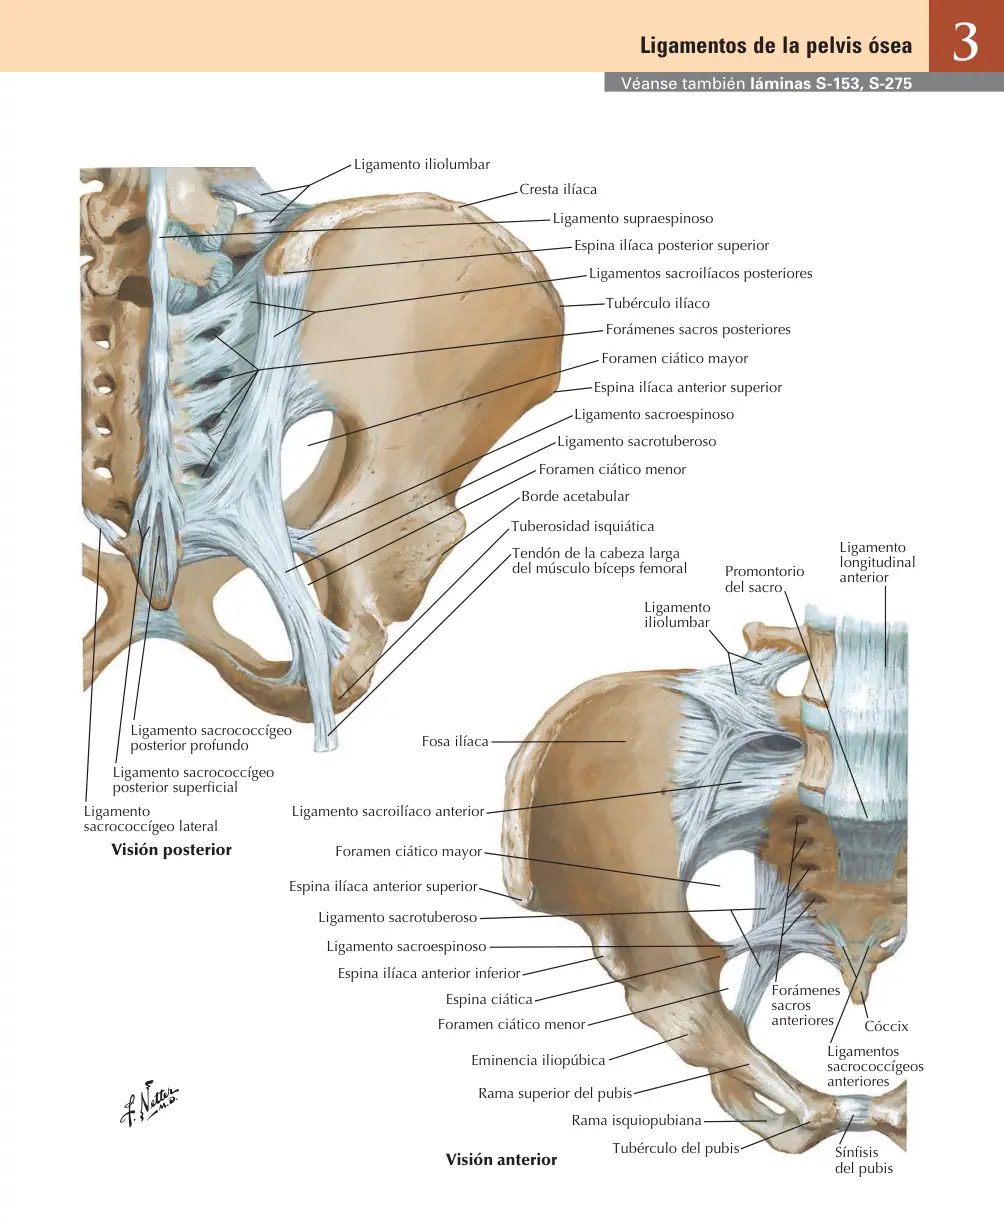 Ligamentos de la pelvis ósea
3
Véanse también láminas S-153, S-275
Ligamento iliolumbar
Cresta ilíaca
Ligamento supraespinoso
Espina ilíaca posterior superior
Ligamentos sacroilíacos posteriores
Tubérculo ilíaco
Forámenes sacros posteriores
Foramen ciático mayor
Espina ilíaca anterior superior
Ligamento sacroespinoso
Ligamento sacrotuberoso
Foramen ciático menor
Borde acetabular
Tuberosidad isquiática
Tendón de la cabeza larga
del músculo bíceps femoral
Ligamento sacrococcígeo
posterior profundo
Ligamento sacrococcígeo
posterior superficial
Ligamento
sacrococcígeo lateral
Visión posterior
Ligamento
longitudinal
anterior
Promontorio
del sacro
Ligamento
iliolumbar
Fosa ilíaca
Ligamento sacroilíaco anterior
Foramen ciático mayor
Espina ilíaca anterior superior
Ligamento sacrotuberoso
Ligamento sacroespinoso
Espina ilíaca anterior inferior
Espina ciática
Foramen ciático menor
Eminencia iliopúbica
Rama superior del pubis
Rama isquiopubiana
Tubérculo del pubis
Forámenes
sacros
anteriores
Cóccix
Ligamentos
sacrococcígeos
anteriores
Sínfisis
del pubis
Visión anterior
F. Netter
M.D.